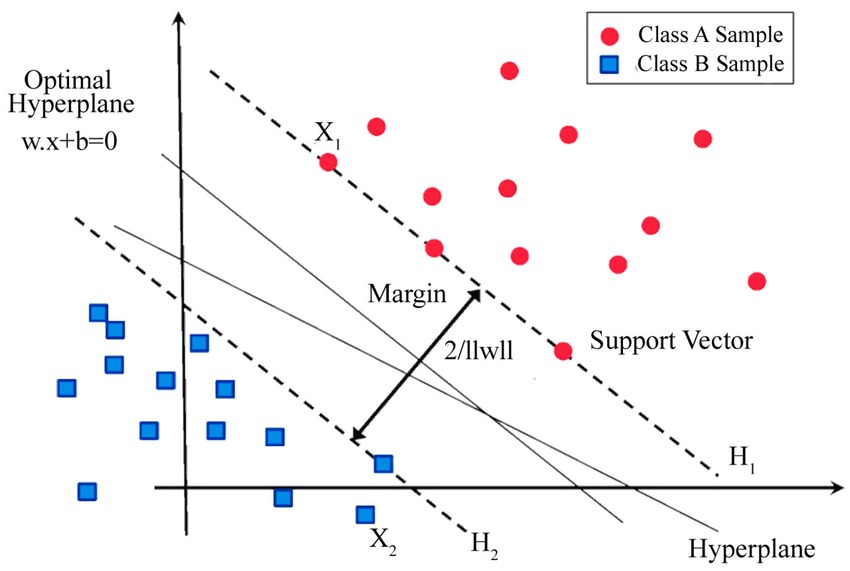 Class A Sample
Class B Sample
Optimal
Hyperplane
w.x+b=0
X1
Margin
2/llwll
Support Vector
H1
X2
H2
Hyperplane